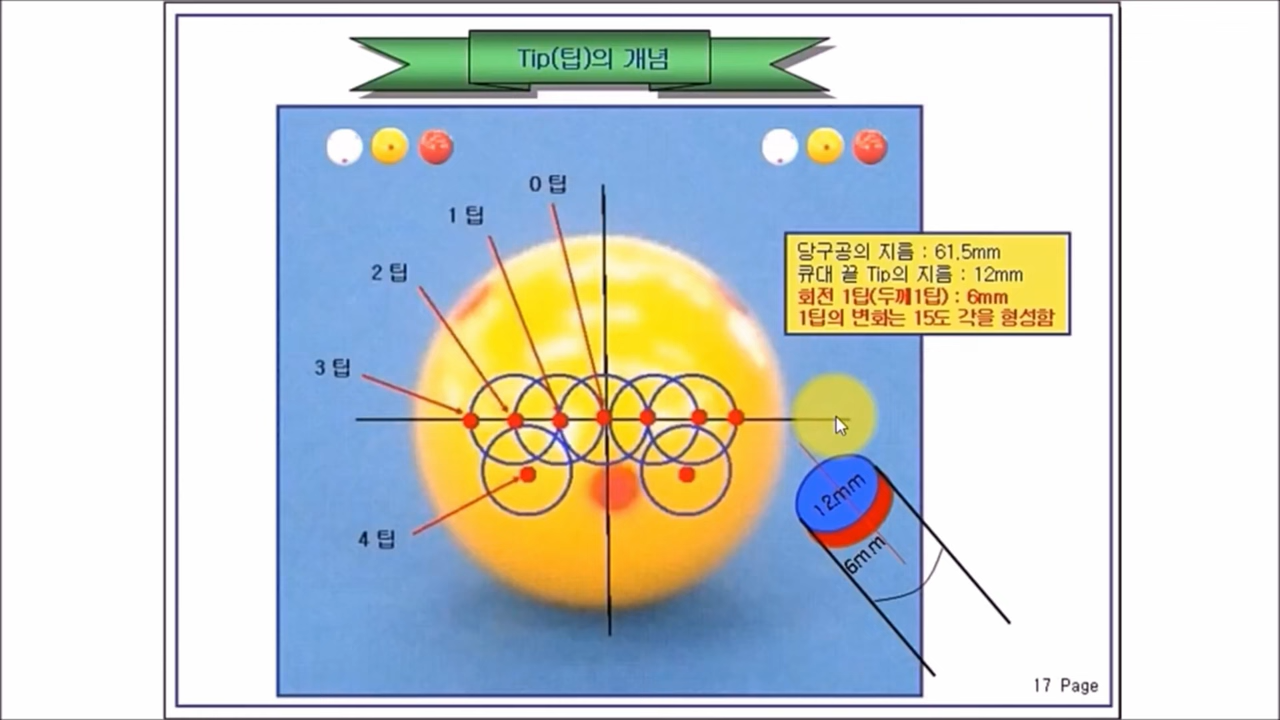 Tip(팁)의 개념
0 팁
1 팁
2 팁
3 팁
4 팁
당구공의 지름 : 61.5mm
큐대 끝 Tip의 지름 : 12mm
회전 1팁(두께1팁) : 6mm
1팁의 변화는 15도 각을 형성함
12mm
6mm
17 Page